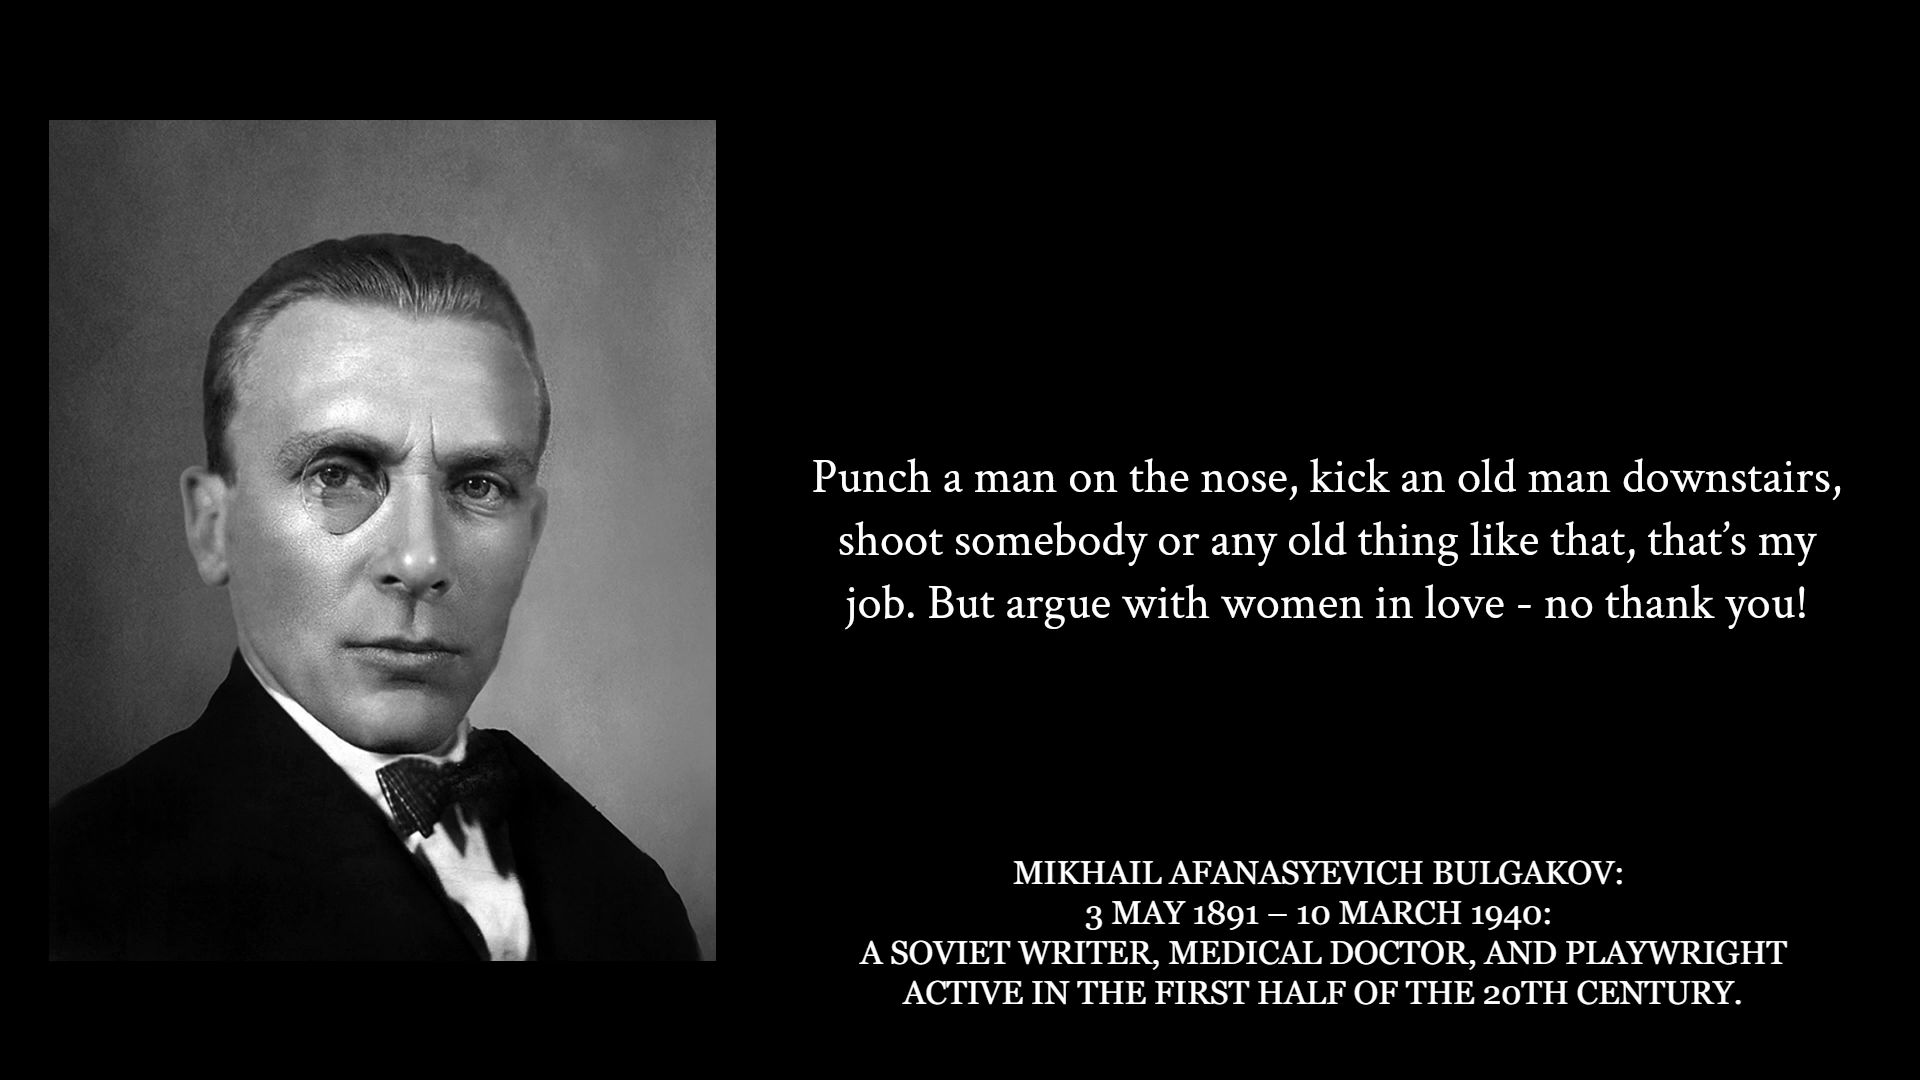 Punch a man on the nose, kick an old man downstairs,
shoot somebody or any old thing like that, that’s my
job. But argue with women in love - no thank you!
MIKHAIL AFANASYEVICH BULGAKOV:
3 MAY 1891 – 10 MARCH 1940:
A SOVIET WRITER, MEDICAL DOCTOR, AND PLAYWRIGHT
ACTIVE IN THE FIRST HALF OF THE 20TH CENTURY.